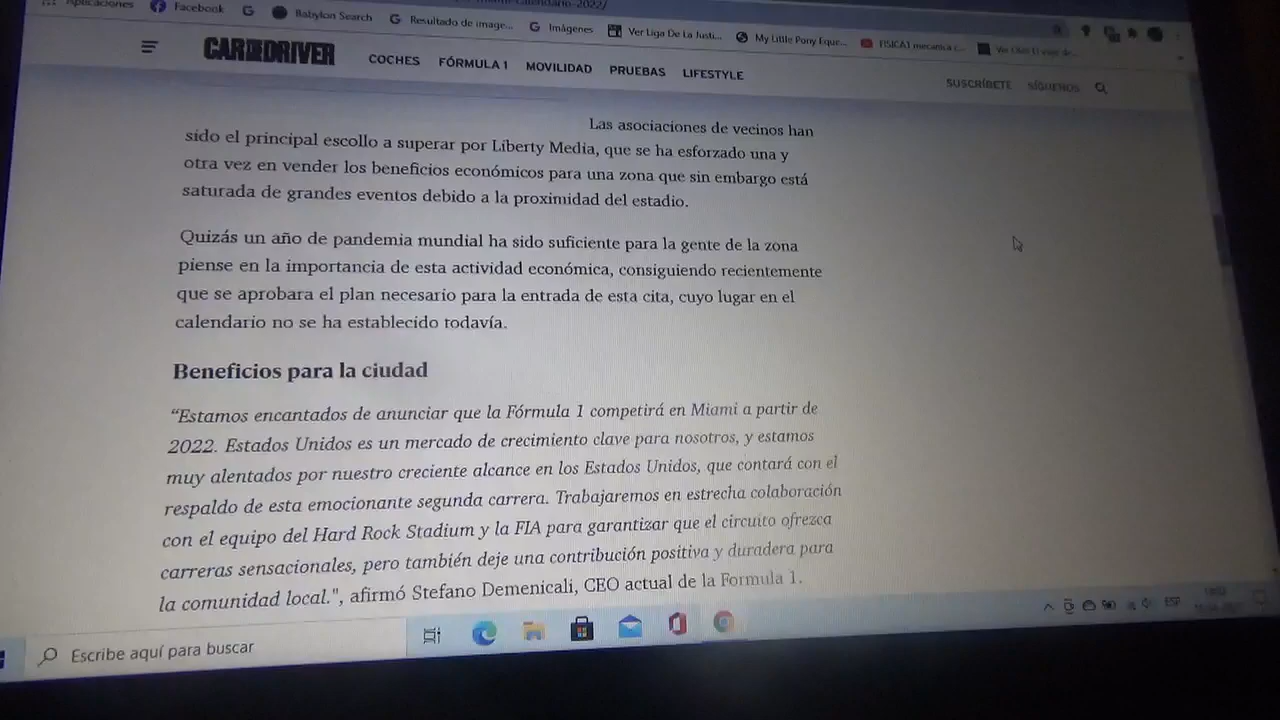 Aplicaciones Facebook Babylon Search Resultado de image... Imágenes Ver Liga De La Justi... My Little Pony Eque... FISICA1 mecanica c...
CAR AND DRIVER COCHES FÓRMULA 1 MOVILIDAD PRUEBAS LIFESTYLE SUSCRÍBETE SÍGUENOS
Las asociaciones de vecinos han
sido el principal escollo a superar por Liberty Media, que se ha esforzado una y
otra vez en vender los beneficios económicos para una zona que sin embargo está
saturada de grandes eventos debido a la proximidad del estadio.
Quizás un año de pandemia mundial ha sido suficiente para la gente de la zona
piense en la importancia de esta actividad económica, consiguiendo recientemente
que se aprobara el plan necesario para la entrada de esta cita, cuyo lugar en el
calendario no se ha establecido todavía.
Beneficios para la ciudad
“Estamos encantados de anunciar que la Fórmula 1 competirá en Miami a partir de
2022. Estados Unidos es un mercado de crecimiento clave para nosotros, y estamos
muy alentados por nuestro creciente alcance en los Estados Unidos, que contará con el
respaldo de esta emocionante segunda carrera. Trabajaremos en estrecha colaboración
con el equipo del Hard Rock Stadium y la FIA para garantizar que el circuito ofrezca
carreras sensacionales, pero también deje una contribución positiva y duradera para
la comunidad local.", afirmó Stefano Demenicali, CEO actual de la Formula 1.
Escribe aquí para buscar ESP